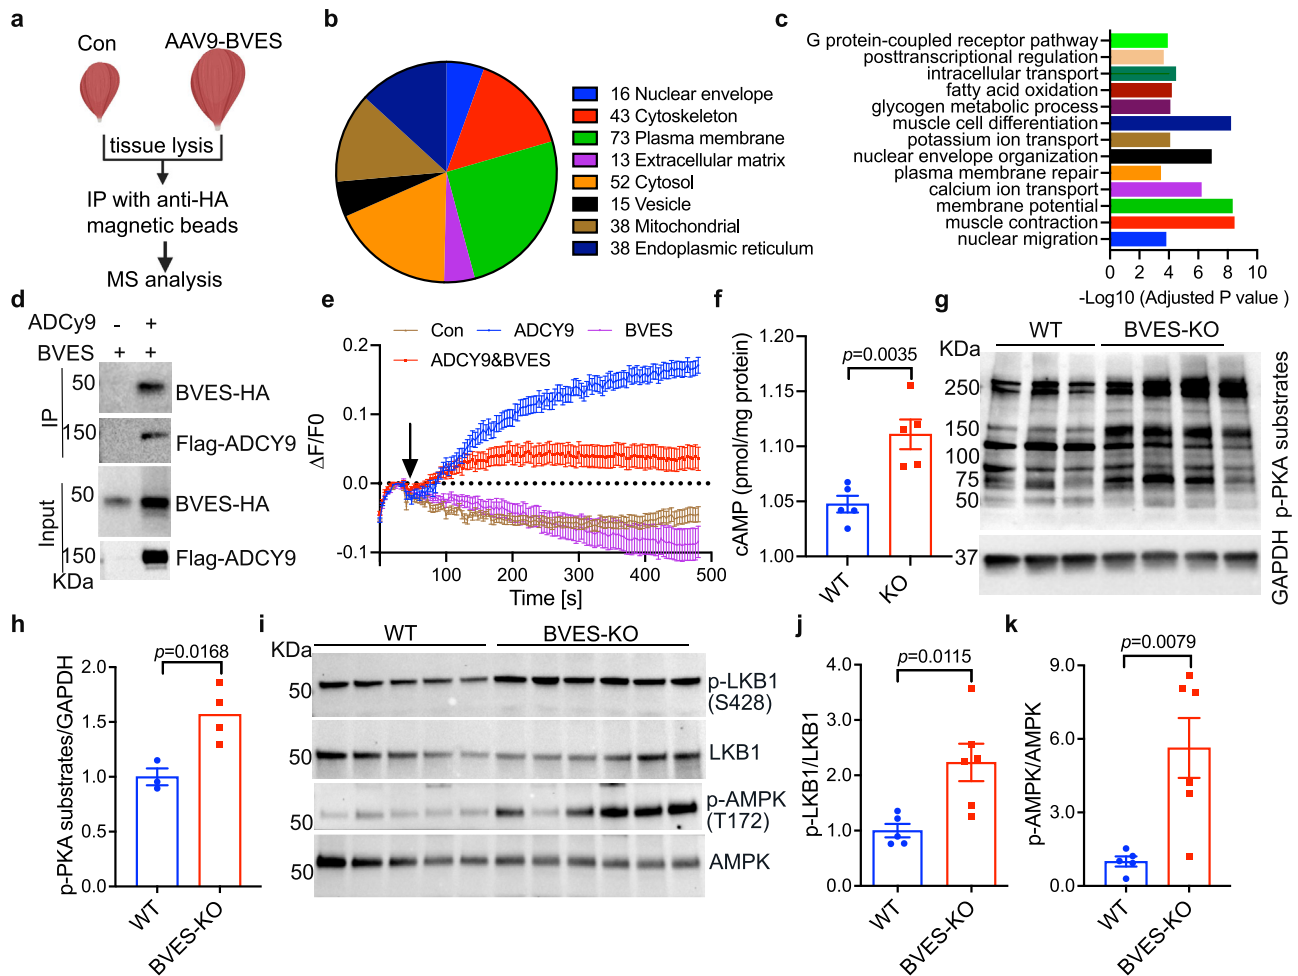 a
Con
AAV9-BVES
tissue lysis
IP with anti-HA
magnetic beads
MS analysis
b
16 Nuclear envelope
43 Cytoskeleton
73 Plasma membrane
13 Extracellular matrix
52 Cytosol
15 Vesicle
38 Mitochondrial
38 Endoplasmic reticulum
c
G protein-coupled receptor pathway
posttranscriptional regulation
intracellular transport
fatty acid oxidation
glycogen metabolic process
muscle cell differentiation
potassium ion transport
nuclear envelope organization
plasma membrane repair
calcium ion transport
membrane potential
muscle contraction
nuclear migration
0 2 4 6 8 10
-Log10 (Adjusted P value )
d
ADCy9 - +
BVES + +
IP
50 BVES-HA
150 Flag-ADCY9
Input
50 BVES-HA
150 Flag-ADCY9
KDa
e
Con ADCY9 BVES
ADCY9&BVES
ΔF/F0
0.2
0.1
0.0
-0.1
0 100 200 300 400 500
Time [s]
f
cAMP (pmol/mg protein)
p=0.0035
1.20
1.15
1.10
1.05
1.00
WT KO
g
WT BVES-KO
KDa
250
150
100
75
50
37
p-PKA substrates
GAPDH
h
p-PKA substrates/GAPDH
p=0.0168
2.0
1.5
1.0
0.5
0.0
WT BVES-KO
i
WT BVES-KO
KDa
50 p-LKB1
(S428)
50 LKB1
50 p-AMPK
(T172)
50 AMPK
j
p-LKB1/LKB1
p=0.0115
4.0
3.0
2.0
1.0
0.0
WT BVES-KO
k
p-AMPK/AMPK
p=0.0079
9.0
6.0
3.0
0.0
WT BVES-KO